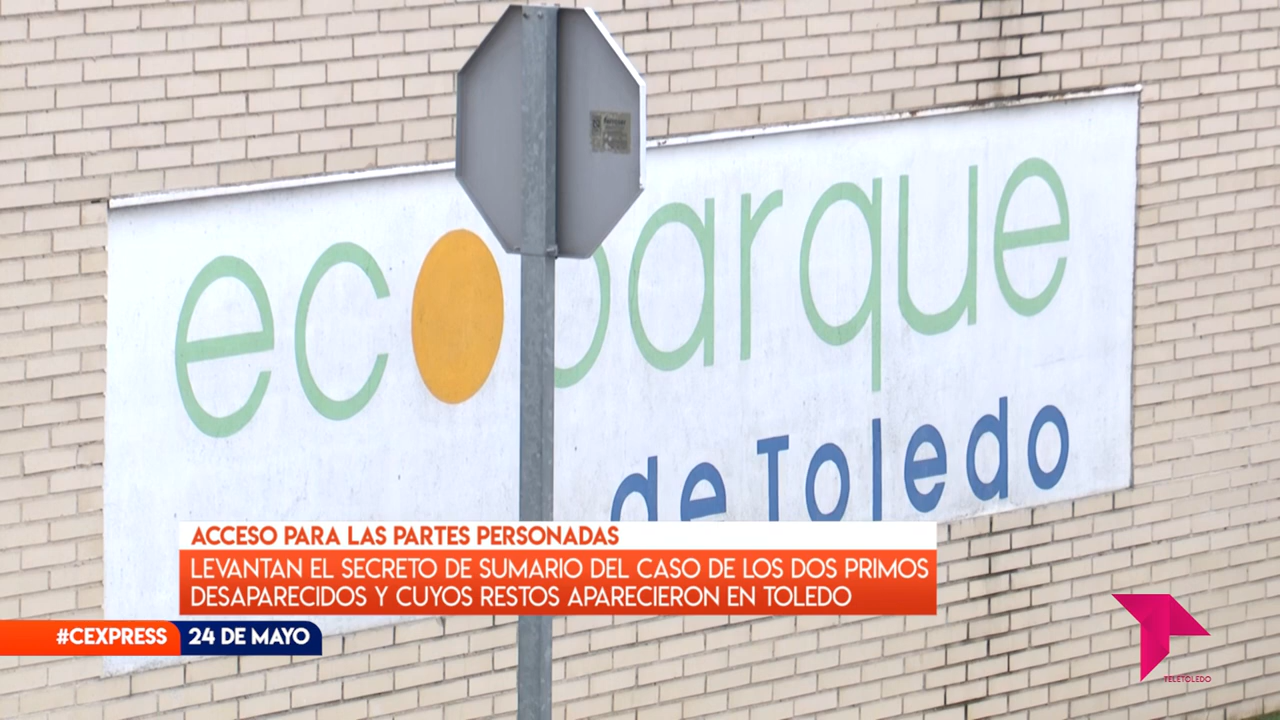 ecoparque
de Toledo
ACCESO PARA LAS PARTES PERSONADAS
LEVANTAN EL SECRETO DE SUMARIO DEL CASO DE LOS DOS PRIMOS
DESAPARECIDOS Y CUYOS RESTOS APARECIERON EN TOLEDO
#CEXPRESS 24 DE MAYO
TELETOLEDO